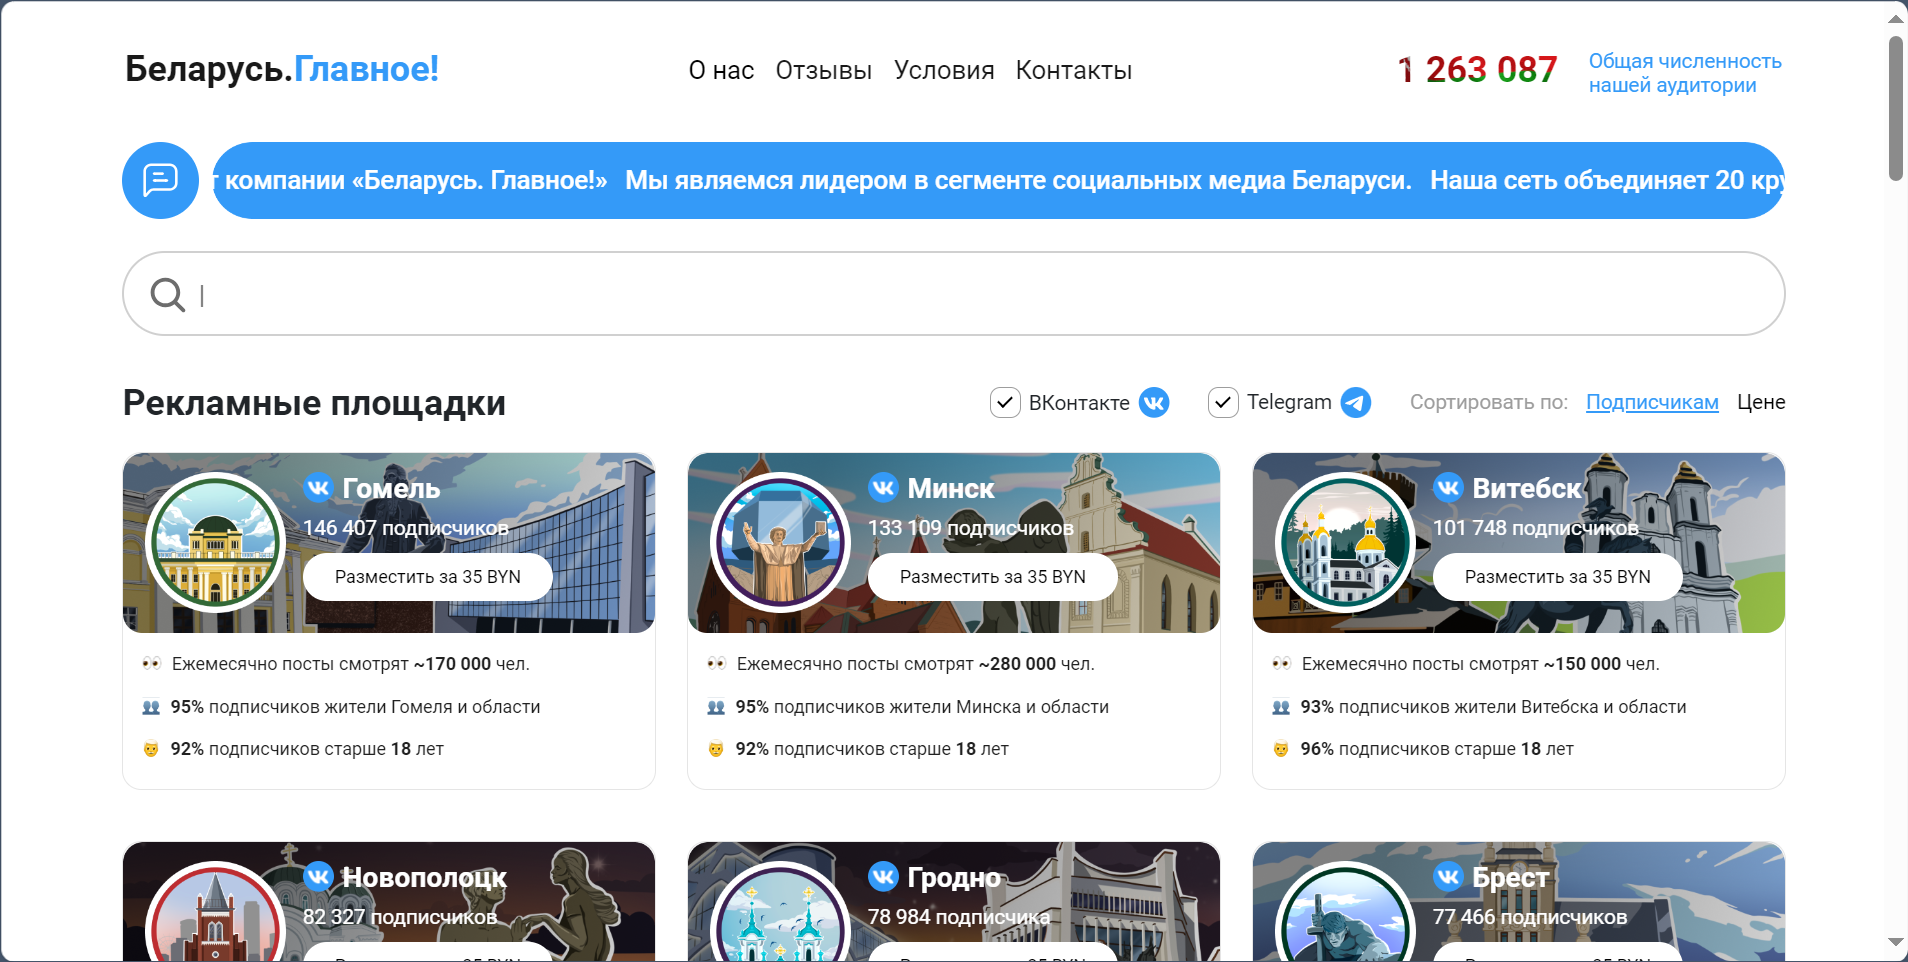 Беларусь.Главное!
О нас Отзывы Условия Контакты
1 263 087
Общая численность
нашей аудитории
компании «Беларусь. Главное!» Мы являемся лидером в сегменте социальных медиа Беларуси. Наша сеть объединяет 20
Рекламные площадки
ВКонтакте
Telegram
Сортировать по: Подписчикам Цене
Гомель
146 407 подписчиков
Разместить за 35 BYN
Ежемесячно посты смотрят ~170 000 чел.
95% подписчиков жители Гомеля и области
92% подписчиков старше 18 лет
Минск
133 109 подписчиков
Разместить за 35 BYN
Ежемесячно посты смотрят ~280 000 чел.
95% подписчиков жители Минска и области
92% подписчиков старше 18 лет
Витебск
101 748 подписчиков
Разместить за 35 BYN
Ежемесячно посты смотрят ~150 000 чел.
93% подписчиков жители Витебска и области
96% подписчиков старше 18 лет
Новополоцк
82 327 подписчиков
Гродно
78 984 подписчика
Брест
77 466 подписчиков